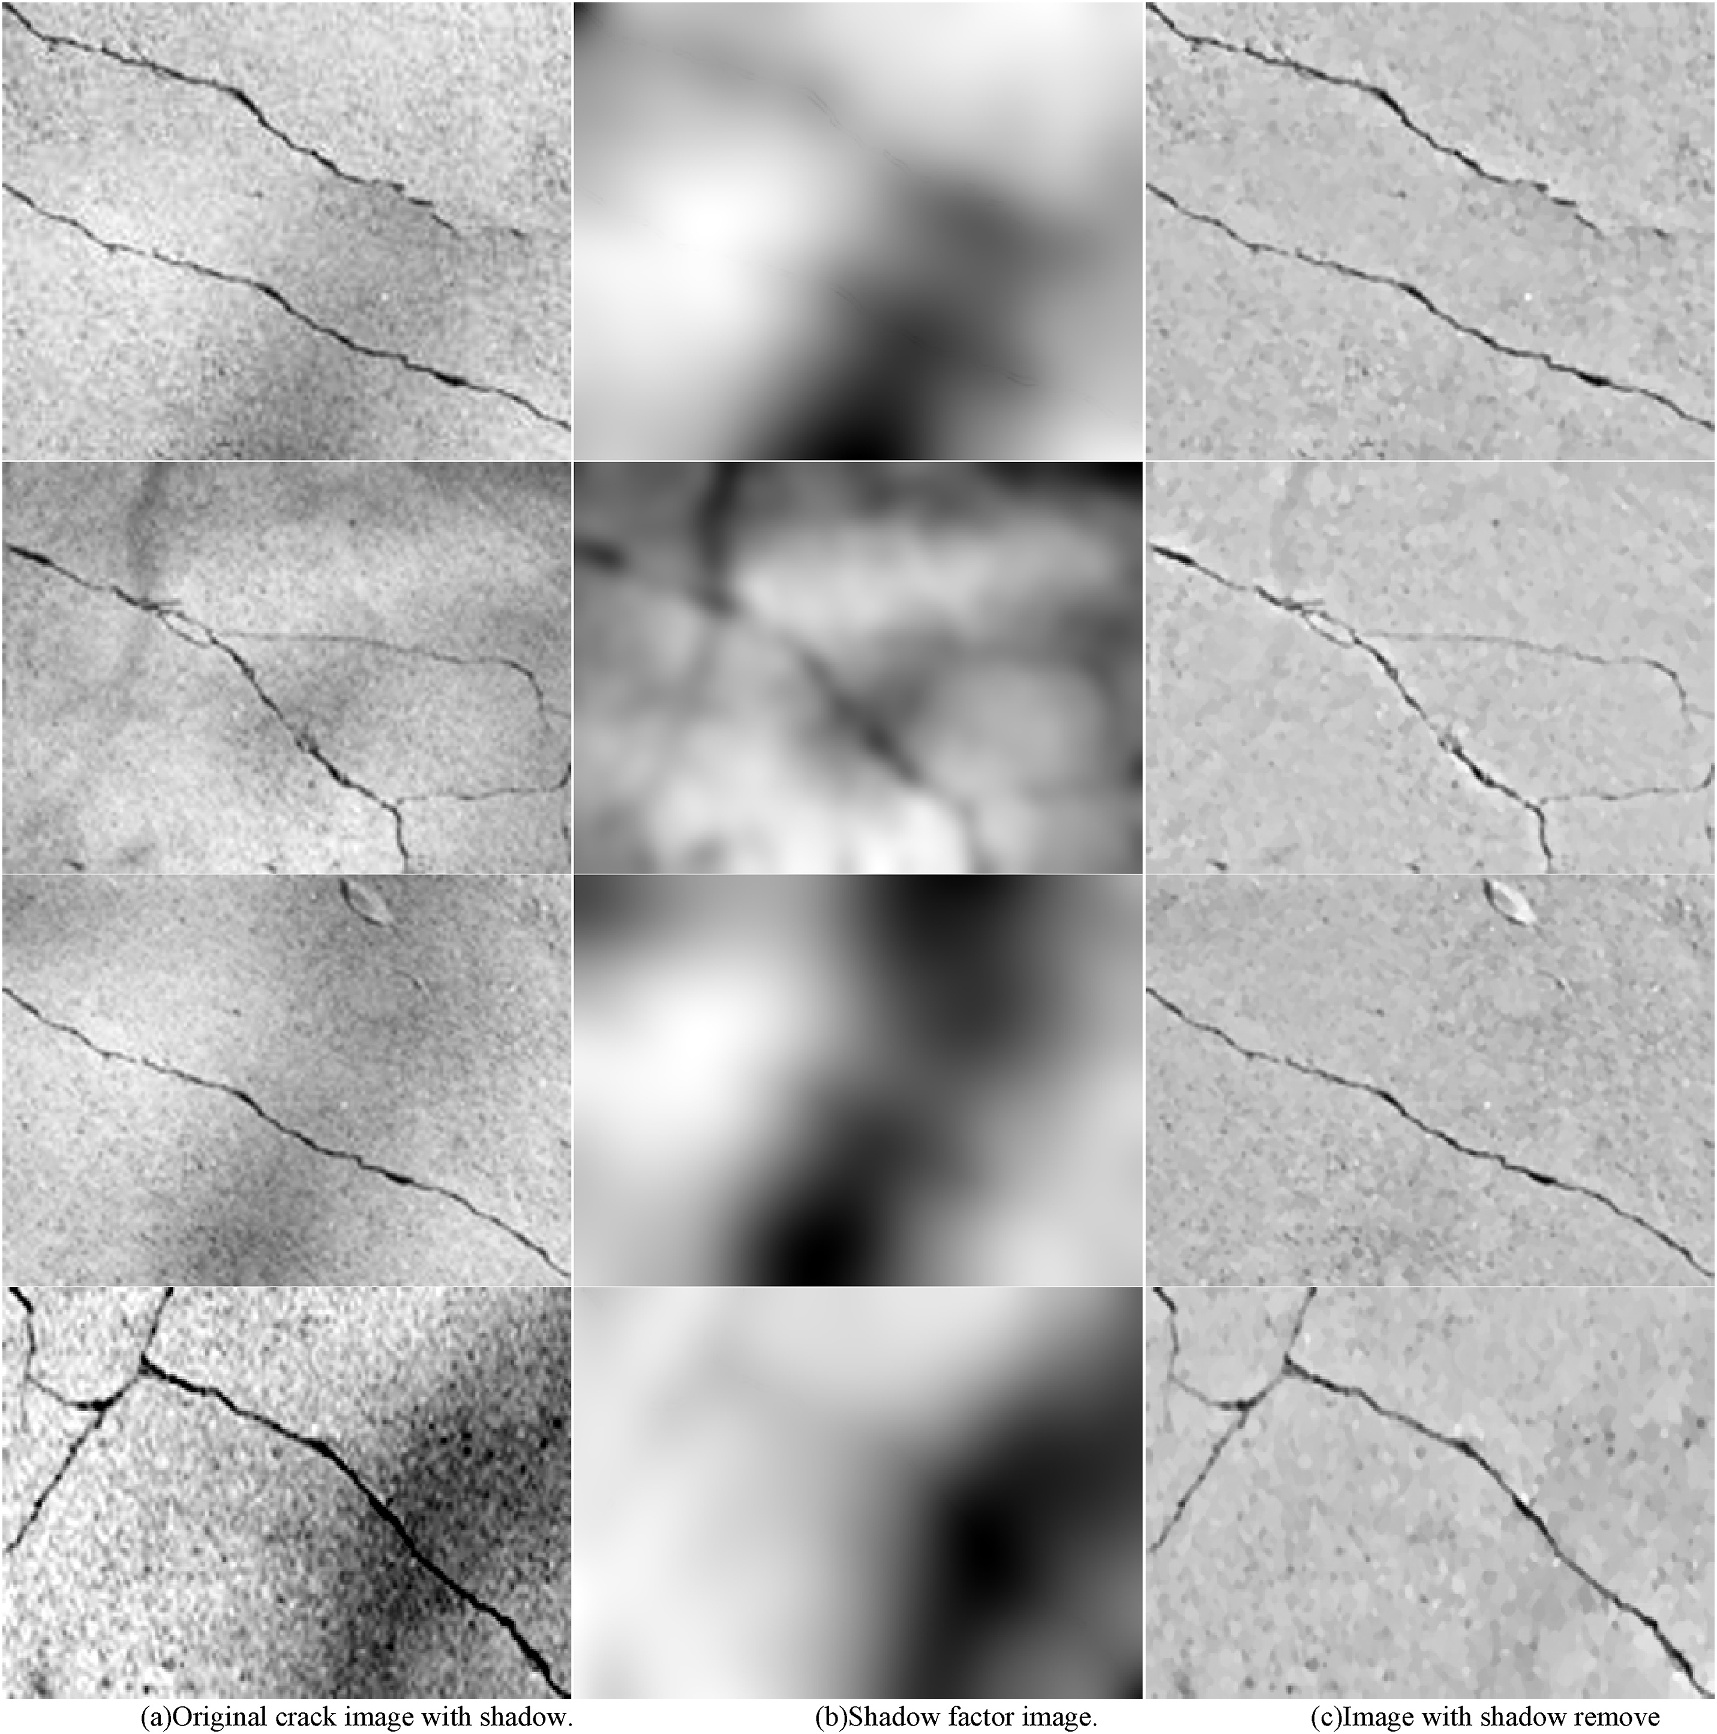 (a)Original crack image with shadow.
(b)Shadow factor image.
(c)Image with shadow remove